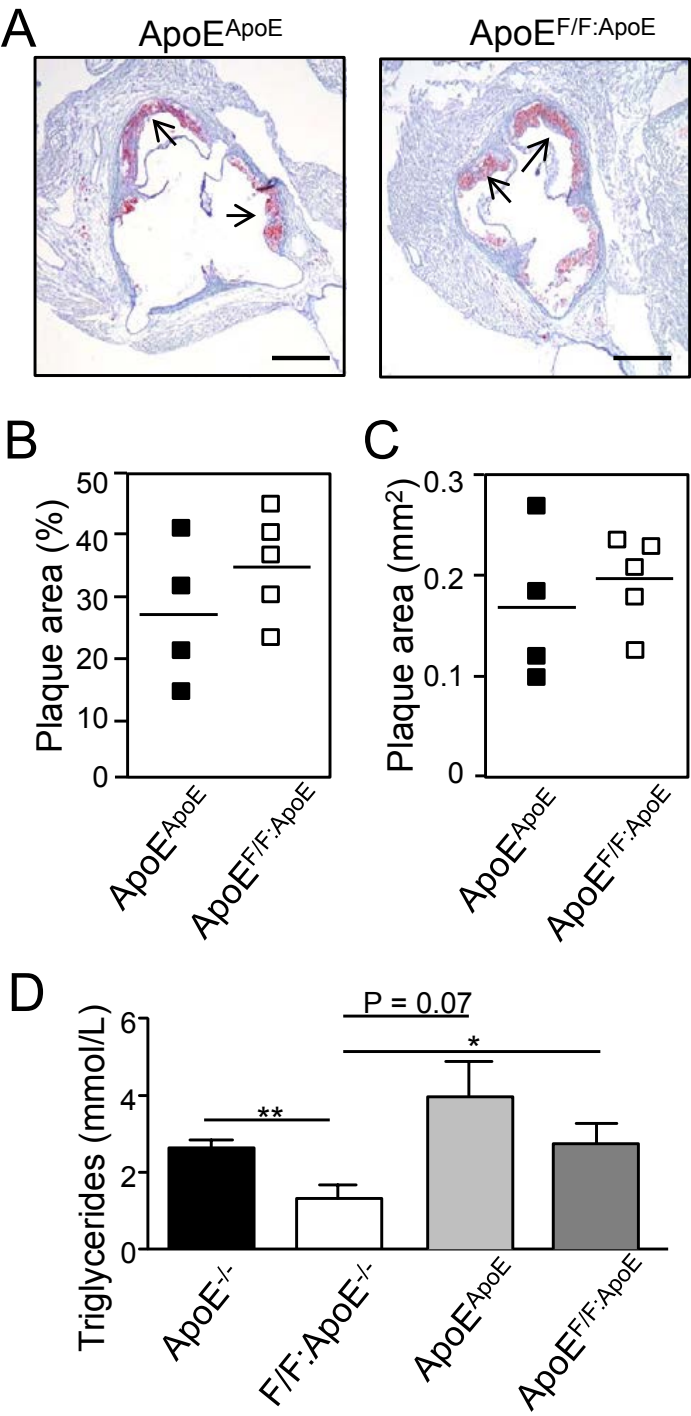 A
ApoE^ApoE
ApoE^F/F:ApoE
B
Plaque area (%)
50
40
30
20
10
0
ApoE^ApoE
ApoE^F/F:ApoE
C
Plaque area (mm²)
0.3
0.2
0.1
0
ApoE^ApoE
ApoE^F/F:ApoE
D
Triglycerides (mmol/L)
6
4
2
0
**
P = 0.07
*
ApoE^-/-
F/F:ApoE^-/-
ApoE^ApoE
ApoE^F/F:ApoE